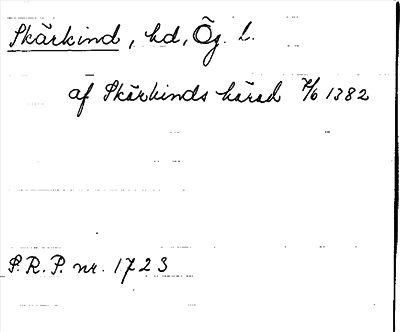 Skärkind, hd, Ög. L.
af Skärkinds härad 7/6 1382
S.R.P. nr. 1723